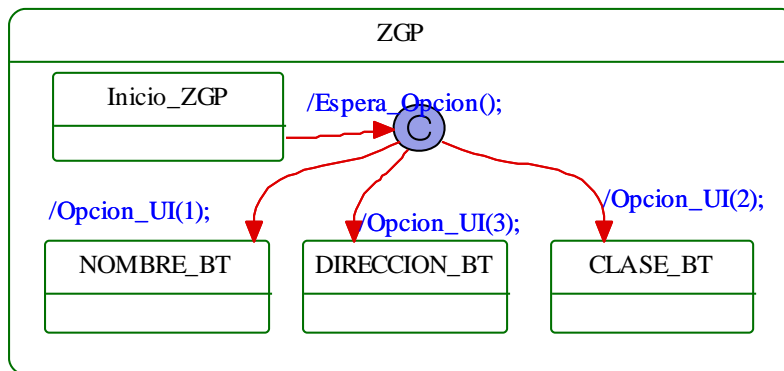 ZGP
Inicio_ZGP
/Espera_Opcion();
C
/Opcion_UI(1);
/Opcion_UI(3);
/Opcion_UI(2);
NOMBRE_BT
DIRECCION_BT
CLASE_BT